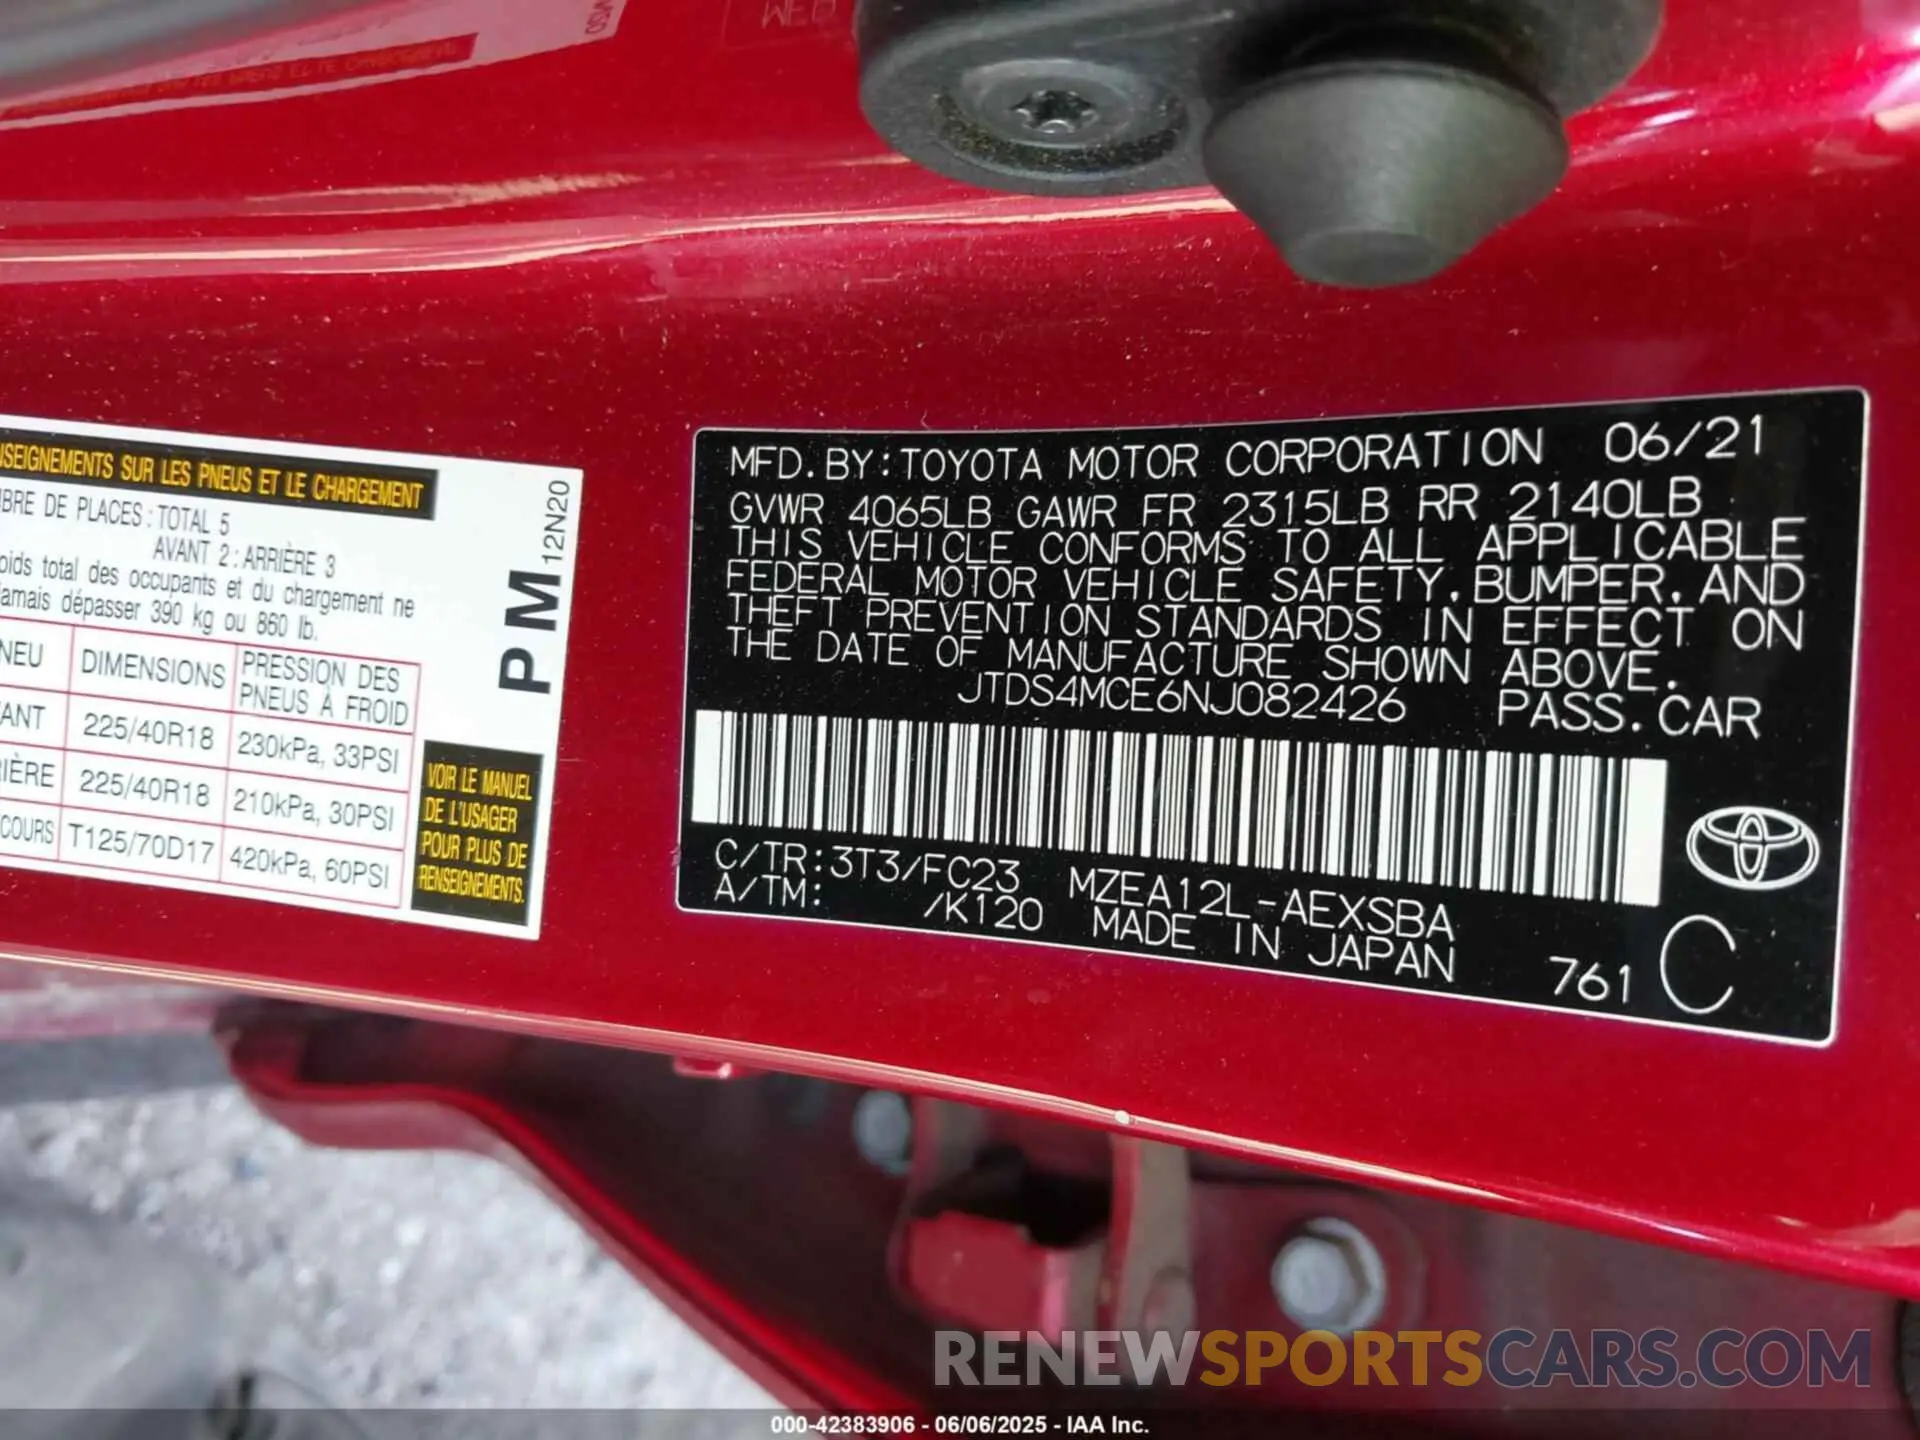 NSEIGNEMENTS SUR LES PNEUS ET LE CHARGEMENT
BRE DE PLACES : TOTAL 5
AVANT 2 : ARRIÈRE 3
oids total des occupants et du chargement ne
jamais dépasser 390 kg ou 860 lb.
NEU DIMENSIONS PRESSION DES PNEUS À FROID
ANT 225/40R18 230kPa, 33PSI
IÈRE 225/40R18 210kPa, 30PSI
COURS T125/70D17 420kPa, 60PSI
PM 12N20
VOIR LE MANUEL
DE L'USAGER
POUR PLUS DE
RENSEIGNEMENTS.
MFD.BY:TOYOTA MOTOR CORPORATION 06/21
GVWR 4065LB GAWR FR 2315LB RR 2140LB
THIS VEHICLE CONFORMS TO ALL APPLICABLE
FEDERAL MOTOR VEHICLE SAFETY,BUMPER,AND
THEFT PREVENTION STANDARDS IN EFFECT ON
THE DATE OF MANUFACTURE SHOWN ABOVE.
JTDS4MCE6NJ082426 PASS.CAR
C/TR:3T3/FC23 MZEA12L-AEXSBA
A/TM: /K120 MADE IN JAPAN
761 C
RENEWSPORTSCARS.COM
000-42383906 - 06/06/2025 - IAA Inc.